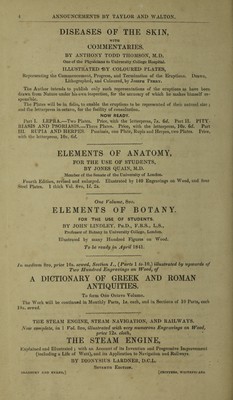 8 ANNOUNCEMENTS BY TAYLOR AND WALTON.
DISEASES OF THE SKIN,
WITH
COMMENTARIES.
BY ANTHONY TODD THOMSON, M.D.
One of the Physicians to University College Hospital.
ILLUSTRATED BY COLOURED PLATES,
Representing the Commencement, Progress, and Termination of the Eruptions. Drawn,
Lithographed, and Coloured, by Joseph Perry.
The Author intends to publish only such representations of the eruptions as have been
drawn from Nature under his own inspection, for the accuracy of which he makes himself re-
sponsible.
The Plates will be in folio, to enable the eruptions to be represented of their natural size;
and the letterpress in octavo, for the facility of consultation.
NOW READY.
Part I. LEPRA.—Two Plates. Price, with the letterpress, 7s. 6d. Part II. PITY-
RIASIS AND PSORIASIS.—Three Plates. Price, with the letterpress, 10s. 6d. Part
III. RUPIA AND HERPES. Psoriasis, one Plate, Rupia and Herpes, two Plates. Price,
with the letterpress, 10s. 6d.
ELEMENTS OF ANATOMY,
FOR THE USE OF STUDENTS,
BY JONES QUAIN, M.D.
Member of the Senate of the University of London.
Fourth Edition, revised and enlarged. Illustrated by 140 Engravings on Wood, and four
Steel Plates. 1 thick Vol. 8vo, 1l. 2s.
One Volume, 8vo.
ELEMENTS OF BOTANY.
FOR THE USE OF STUDENTS.
BY JOHN LINDLEY, Ph.D., F.R.S., L.S.,
Professor of Botany in University College, London.
Illustrated by many Hundred Figures on Wood.
To be ready in April 1841.
In medium 8vo, price 10s. sewed, Section I., (Parts 1 to 10,) illustrated by upwards of
Two Hundred Engravings on Wood, of
A DICTIONARY OF GREEK AND ROMAN
ANTIQUITIES.
To form One Octavo Volume.
The Work will be continued in Monthly Parts, 1s. each, and in Sections of 10 Parts, each
10s. sewed.
THE STEAM ENGINE, STEAM NAVIGATION, AND RAILWAYS.
Now complete, in 1 Vol. 8vo, illustrated with very numerous Engravings on Wood,
price 12s. cloth,
THE STEAM ENGINE,
Explained and Illustrated; with an Account of its Invention and Progressive Improvement
(including a Life of Watt), and its Application to Navigation and Railways.
BY DIONYSIUS LARDNER, D.C.L.
Seventh Edition.
[BRADBURY AND EVANS,] [PRINTERS, WHITEFRIARS.]